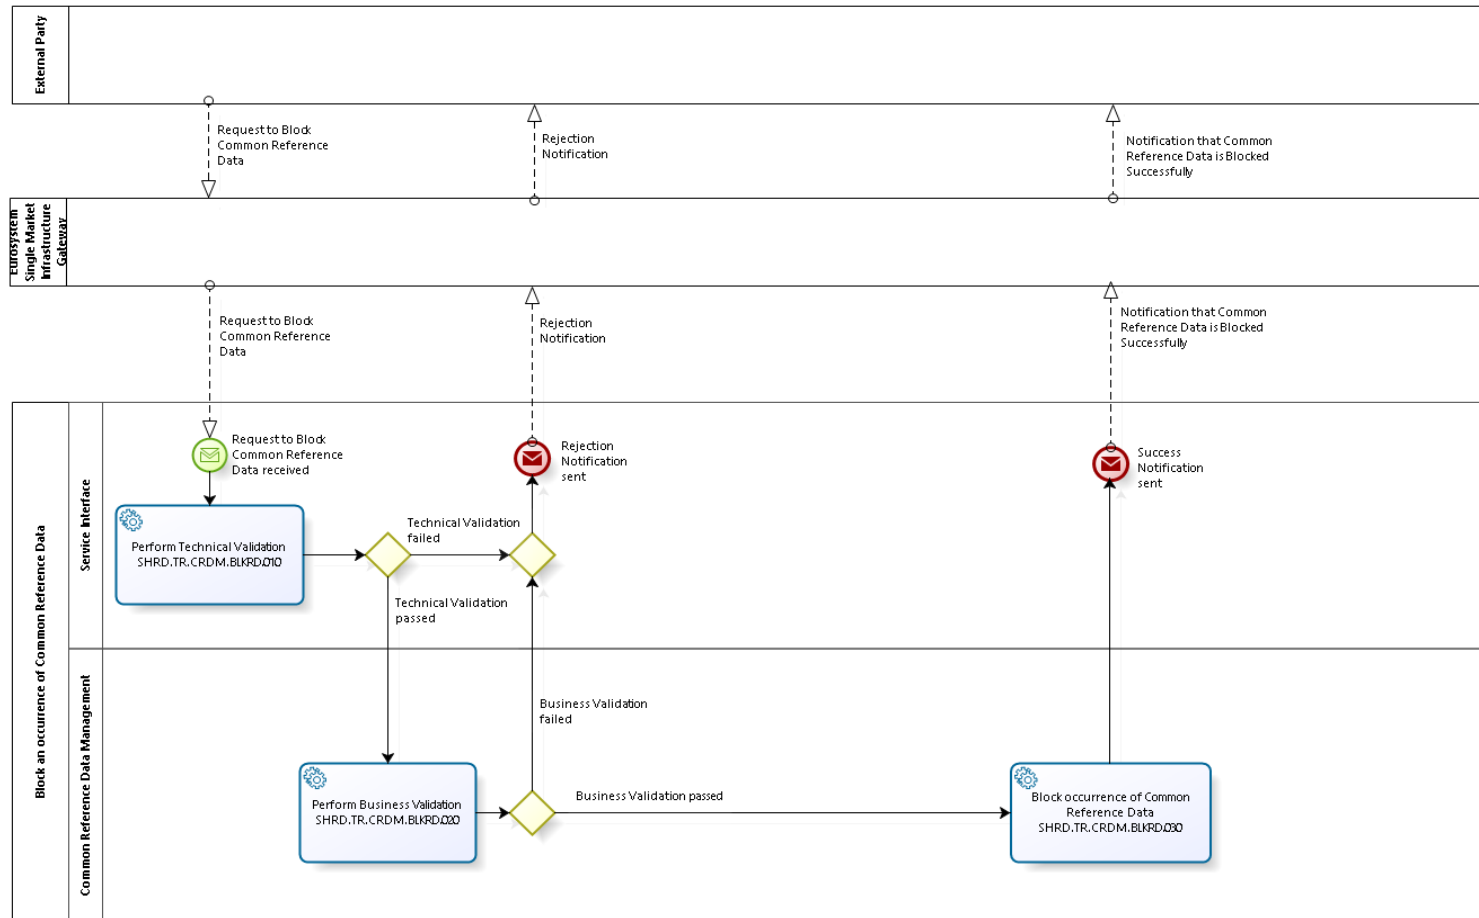 External Party
Request to Block
Common Reference
Data
Rejection
Notification
Notification that Common
Reference Data is Blocked
Successfully
Eurosystem
Single Market
Infrastructure
Gateway
Request to Block
Common Reference
Data
Rejection
Notification
Notification that Common
Reference Data is Blocked
Successfully
Block an occurrence of Common Reference Data
Service Interface
Request to Block
Common Reference
Data received
Rejection
Notification
sent
Success
Notification
sent
Perform Technical Validation
SHRD.TR.CRDM.BLKRD.010
Technical Validation
failed
Technical Validation
passed
Common Reference Data Management
Business Validation
failed
Perform Business Validation
SHRD.TR.CRDM.BLKRD.020
Business Validation passed
Block occurrence of Common
Reference Data
SHRD.TR.CRDM.BLKRD.030